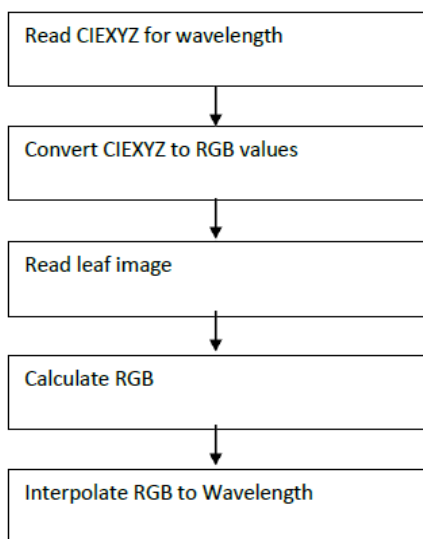 Read CIEXYZ for wavelength
Convert CIEXYZ to RGB values
Read leaf image
Calculate RGB
Interpolate RGB to Wavelength